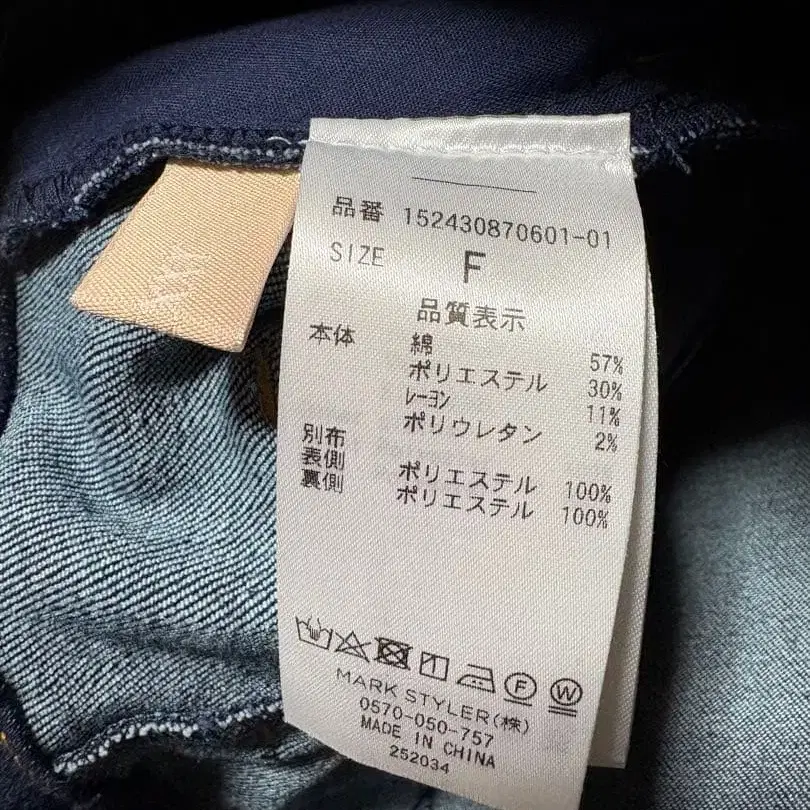 品番 152430870601-01
SIZE F
品質表示
本体 綿 57%
ポリエステル 30%
レーヨン 11%
ポリウレタン 2%
別布
表側 ポリエステル 100%
裏側 ポリエステル 100%
F W
MARK STYLER(株)
0570-050-757
MADE IN CHINA
252034